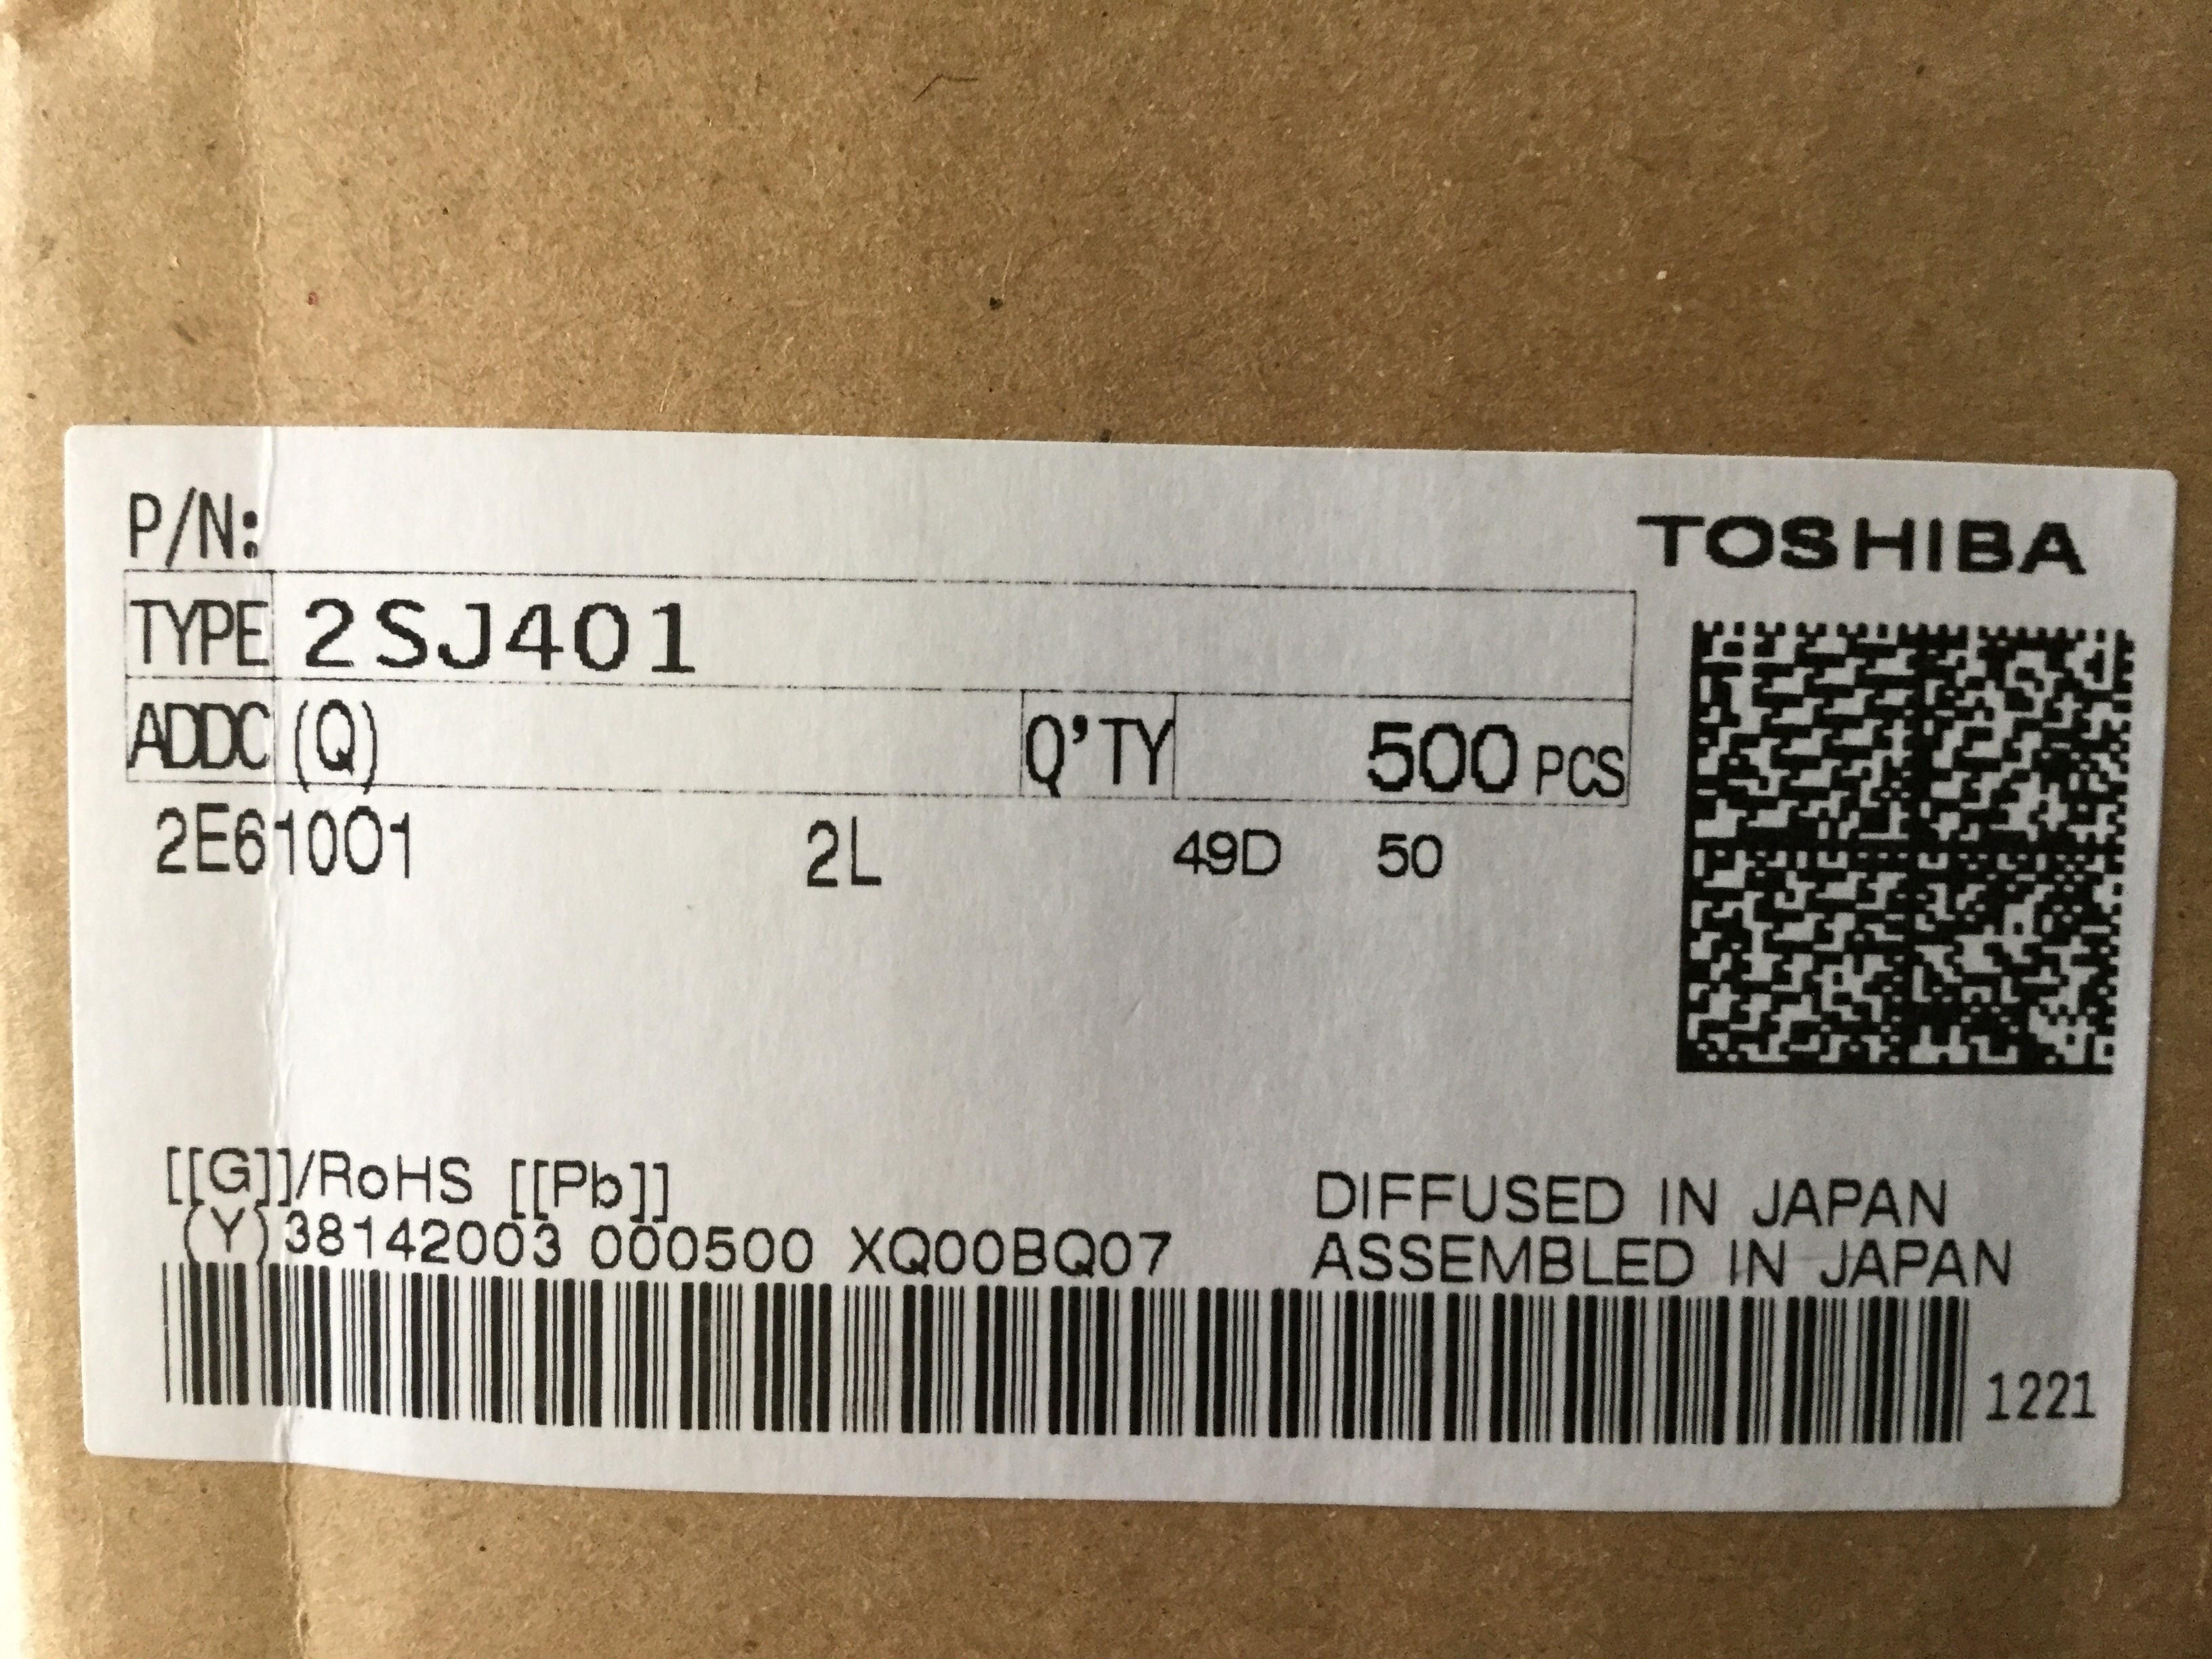 P/N:
TOSHIBA
TYPE 2SJ401
ADDC (Q) Q'TY 500 PCS
2E61001 2L 49D 50
[[G]]/RoHS [[Pb]]
(Y)38142003 000500 XQ00BQ07
DIFFUSED IN JAPAN
ASSEMBLED IN JAPAN
1221